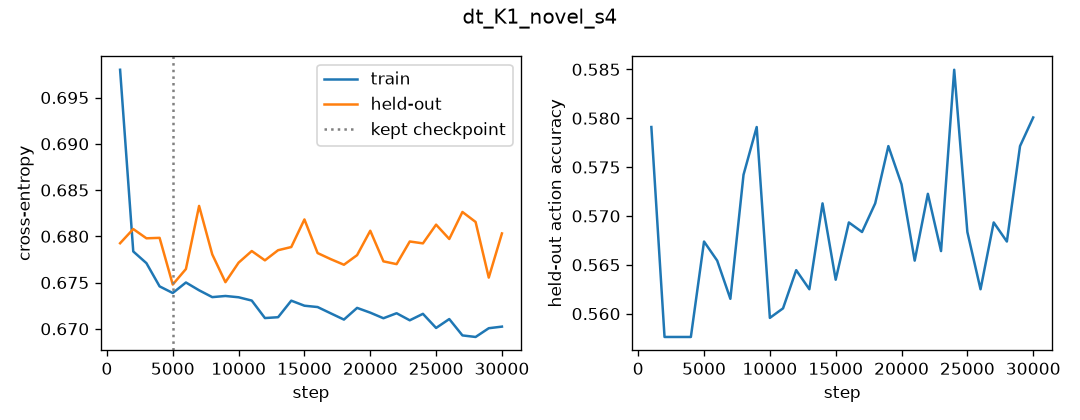 dt_K1_novel_s4
cross-entropy
0.695
0.690
0.685
0.680
0.675
0.670
train
held-out
kept checkpoint
0 5000 10000 15000 20000 25000 30000
step
held-out action accuracy
0.585
0.580
0.575
0.570
0.565
0.560
0 5000 10000 15000 20000 25000 30000
step